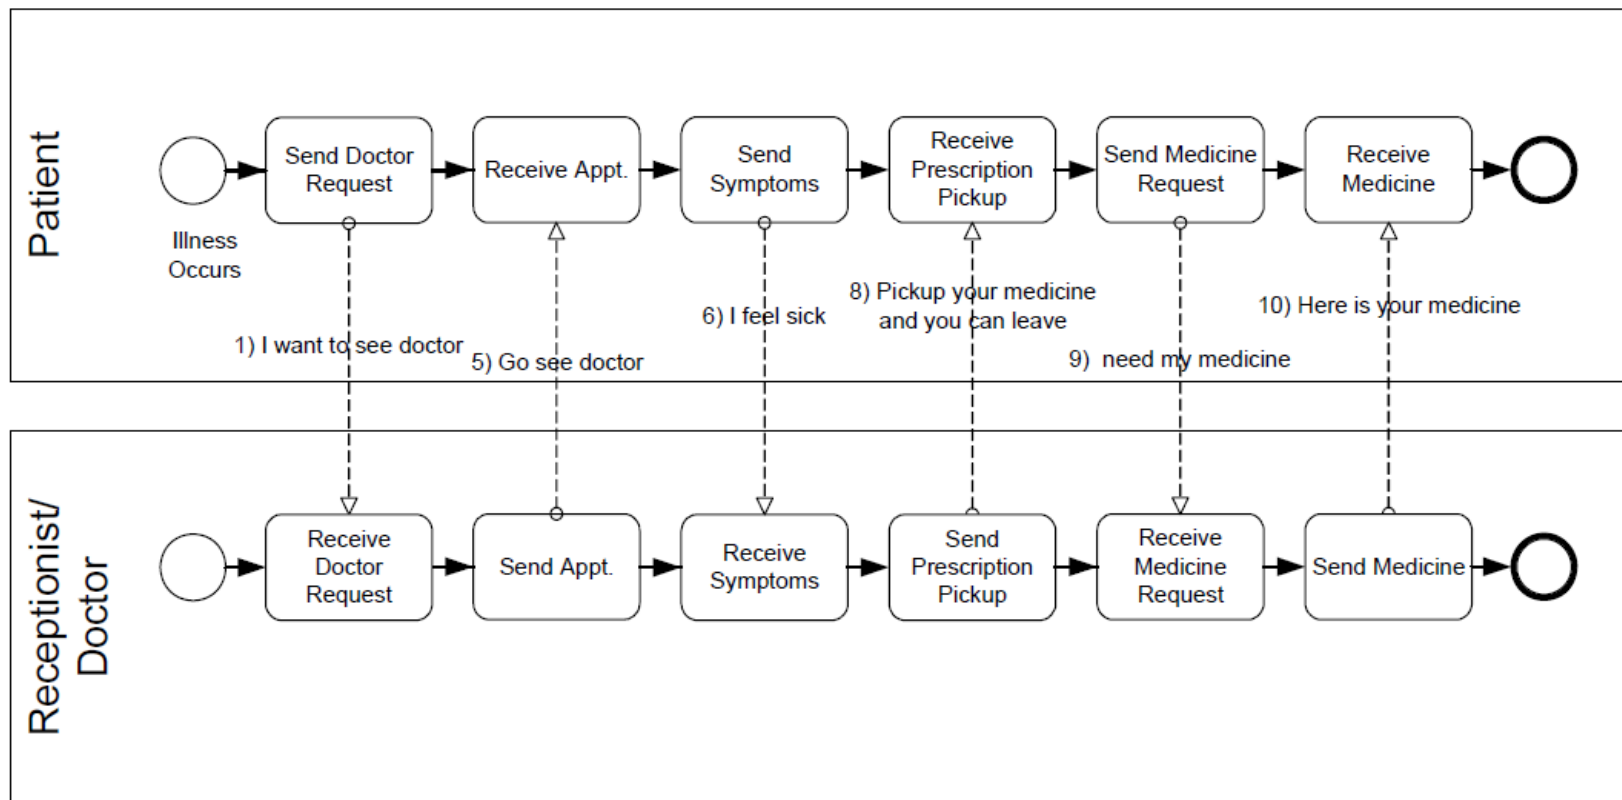 Patient
Send Doctor
Request
Receive Appt.
Send
Symptoms
Receive
Prescription
Pickup
Send Medicine
Request
Receive
Medicine
Illness
Occurs
1) I want to see doctor
5) Go see doctor
6) I feel sick
8) Pickup your medicine
and you can leave
9)  need my medicine
10) Here is your medicine
Receptionist/
Doctor
Receive
Doctor
Request
Send Appt.
Receive
Symptoms
Send
Prescription
Pickup
Receive
Medicine
Request
Send Medicine